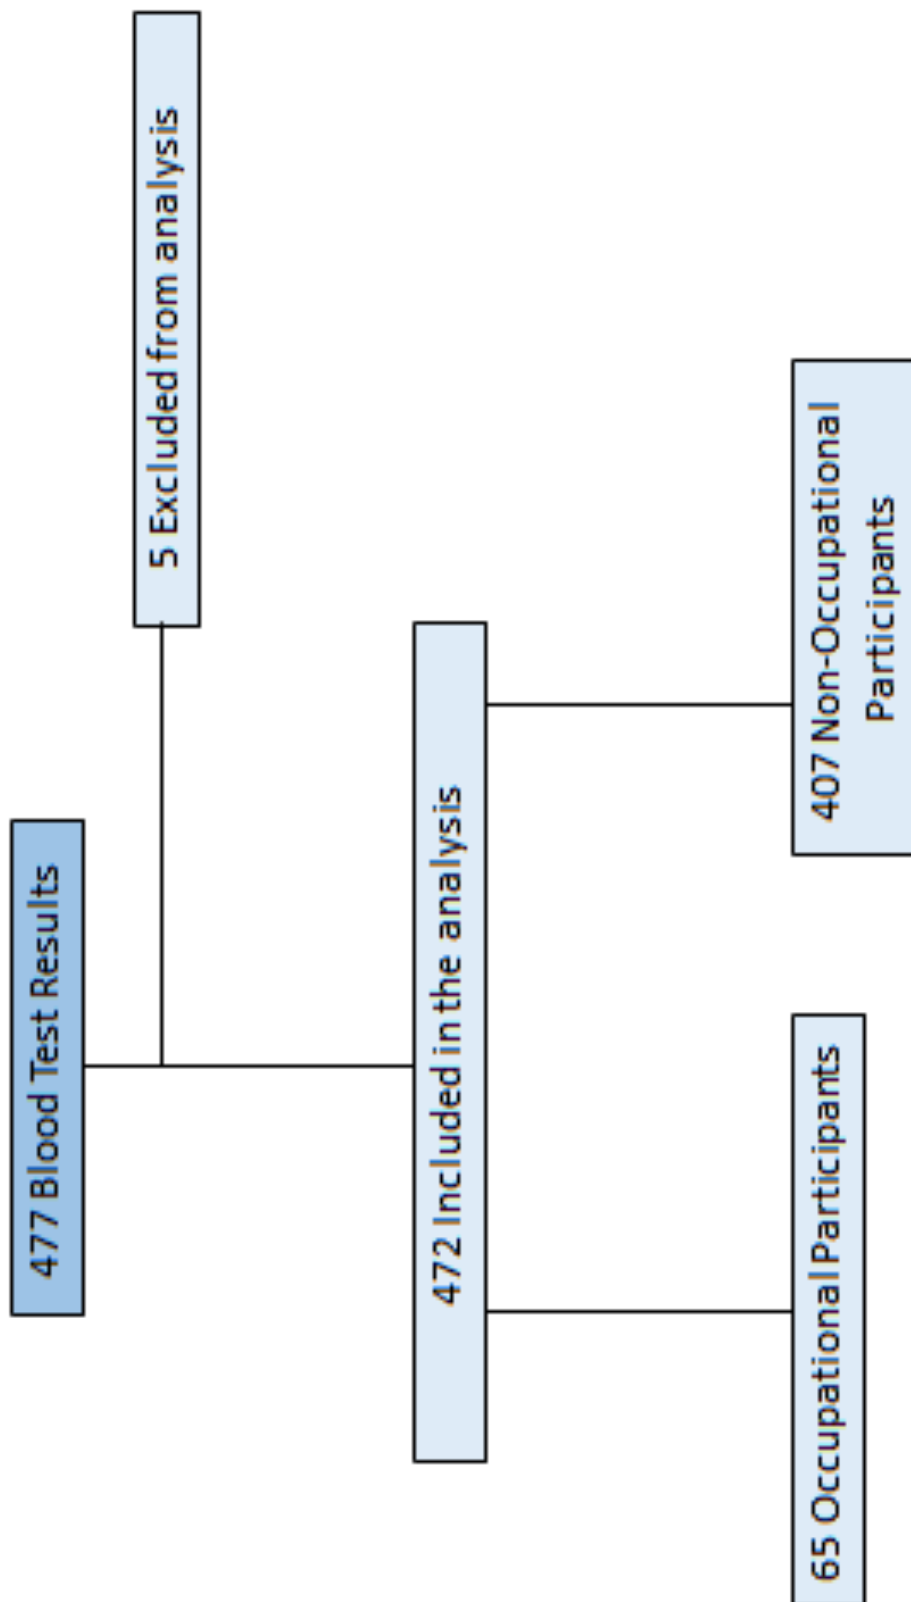 477 Blood Test Results
5 Excluded from analysis
472 Included in the analysis
65 Occupational Participants
407 Non-Occupational
Participants